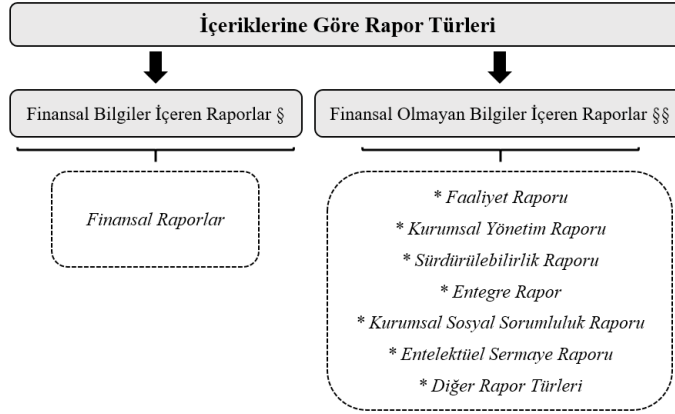 İçeriklerine Göre Rapor Türleri
Finansal Bilgiler İçeren Raporlar §
Finansal Olmayan Bilgiler İçeren Raporlar §§
Finansal Raporlar
* Faaliyet Raporu
* Kurumsal Yönetim Raporu
* Sürdürülebilirlik Raporu
* Entegre Rapor
* Kurumsal Sosyal Sorumluluk Raporu
* Entelektüel Sermaye Raporu
* Diğer Rapor Türleri